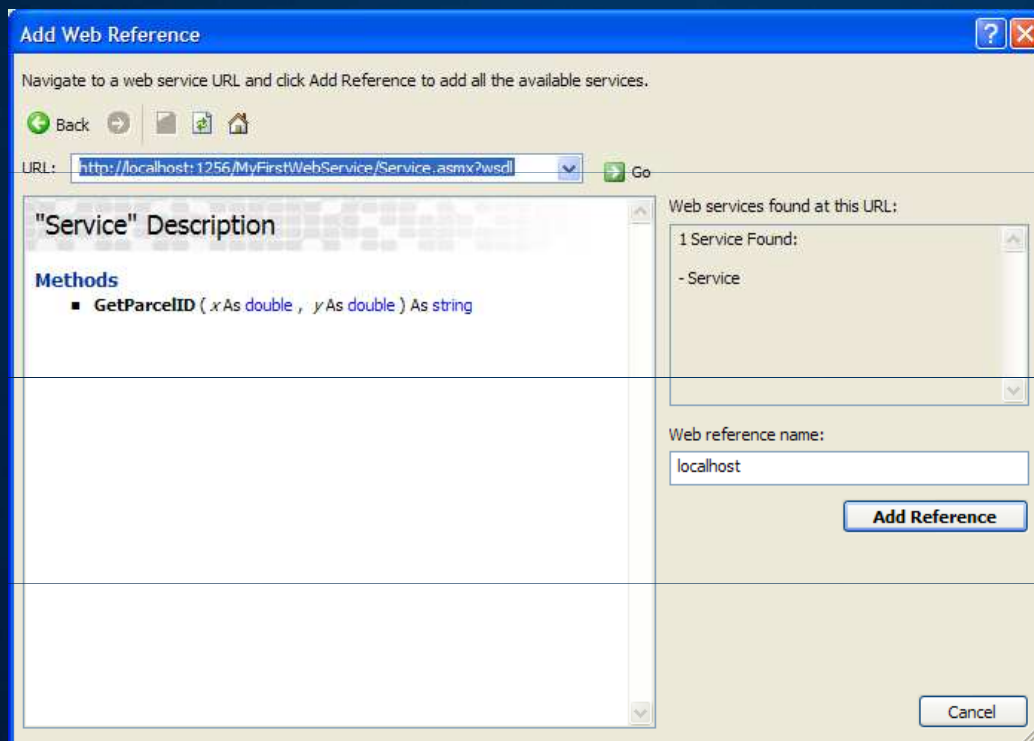 Add Web Reference
Navigate to a web service URL and click Add Reference to add all the available services.
Back
URL: http://localhost:1256/MyFirstWebService/Service.asmx?wsdl Go
"Service" Description
Methods
GetParcelID ( x As double , y As double ) As string
Web services found at this URL:
1 Service Found:
- Service
Web reference name:
localhost
Add Reference
Cancel